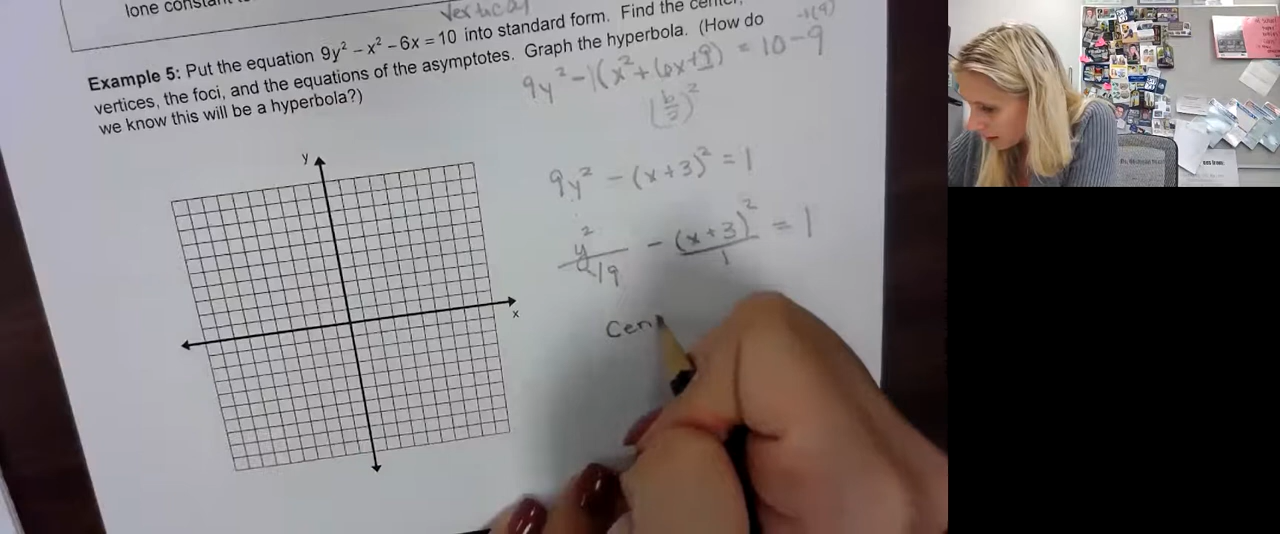 lone constant
Vertical
Example 5: Put the equation 9y² − x² − 6x = 10 into standard form. Find the center,
vertices, the foci, and the equations of the asymptotes. Graph the hyperbola. (How do
we know this will be a hyperbola?)
−1(9)
9y² − 1(x² + 6x + 9) = 10 − 9
(b/2)²
9y² − (x + 3)² = 1
y²/1/9 − (x + 3)²/1 = 1
Cen
y
x